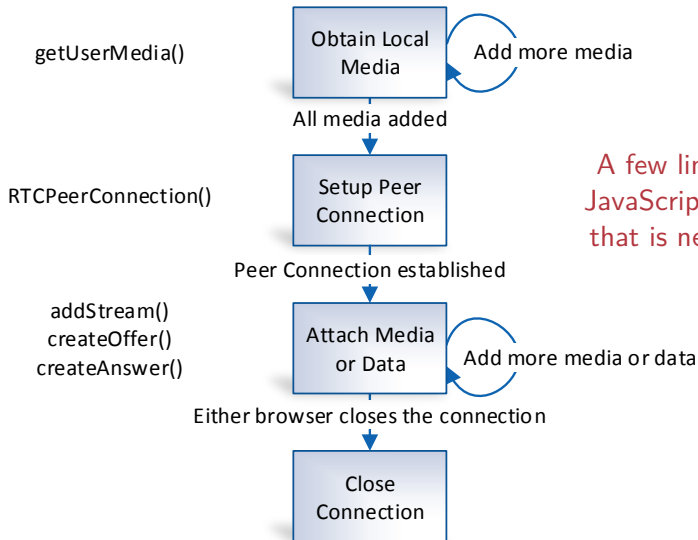 getUserMedia()
Obtain Local
Media
Add more media
All media added
RTCPeerConnection()
Setup Peer
Connection
A few
JavaScrip
that is
Peer Connection established
addStream()
createOffer()
createAnswer()
Attach Media
or Data
Add more media or data
Either browser closes the connection
Close
Connection